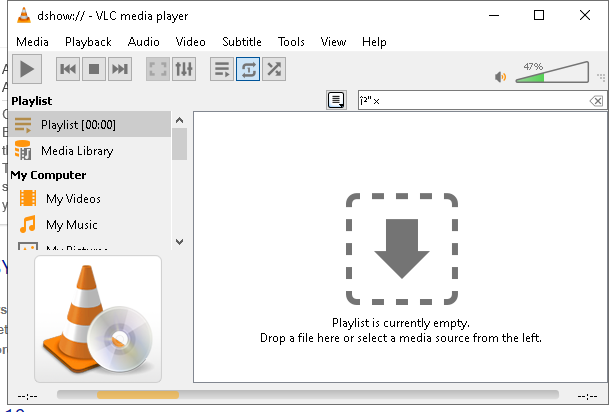 dshow:// - VLC media player
Media Playback Audio Video Subtitle Tools View Help
47%
Playlist
Playlist [00:00]
Media Library
My Computer
My Videos
My Music
My Pictures
Playlist is currently empty.
Drop a file here or select a media source from the left.
--:-- --:--